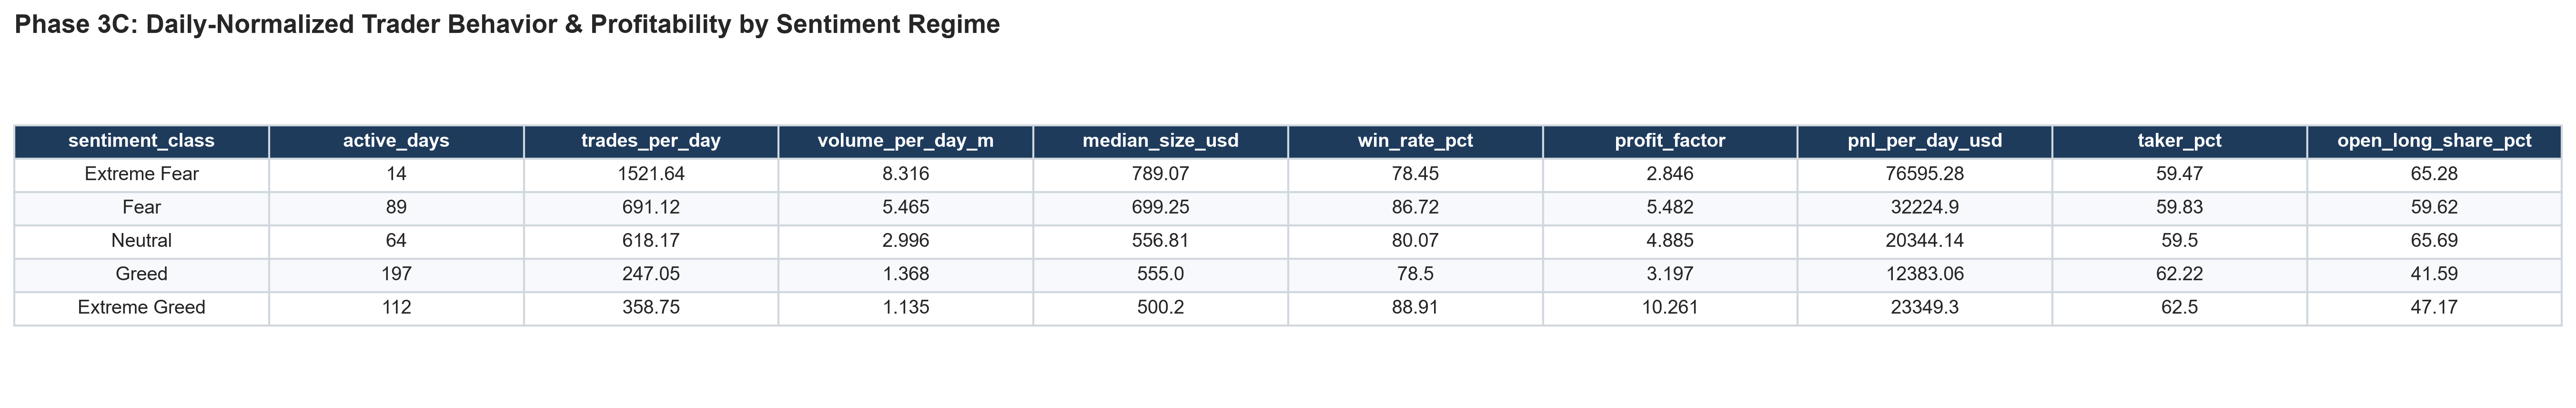 Phase 3C: Daily-Normalized Trader Behavior & Profitability by Sentiment Regime
sentiment_class active_days trades_per_day volume_per_day_m median_size_usd win_rate_pct profit_factor pnl_per_day_usd taker_pct open_long_share_pct
Extreme Fear 14 1521.64 8.316 789.07 78.45 2.846 76595.28 59.47 65.28
Fear 89 691.12 5.465 699.25 86.72 5.482 32224.9 59.83 59.62
Neutral 64 618.17 2.996 556.81 80.07 4.885 20344.14 59.5 65.69
Greed 197 247.05 1.368 555.0 78.5 3.197 12383.06 62.22 41.59
Extreme Greed 112 358.75 1.135 500.2 88.91 10.261 23349.3 62.5 47.17